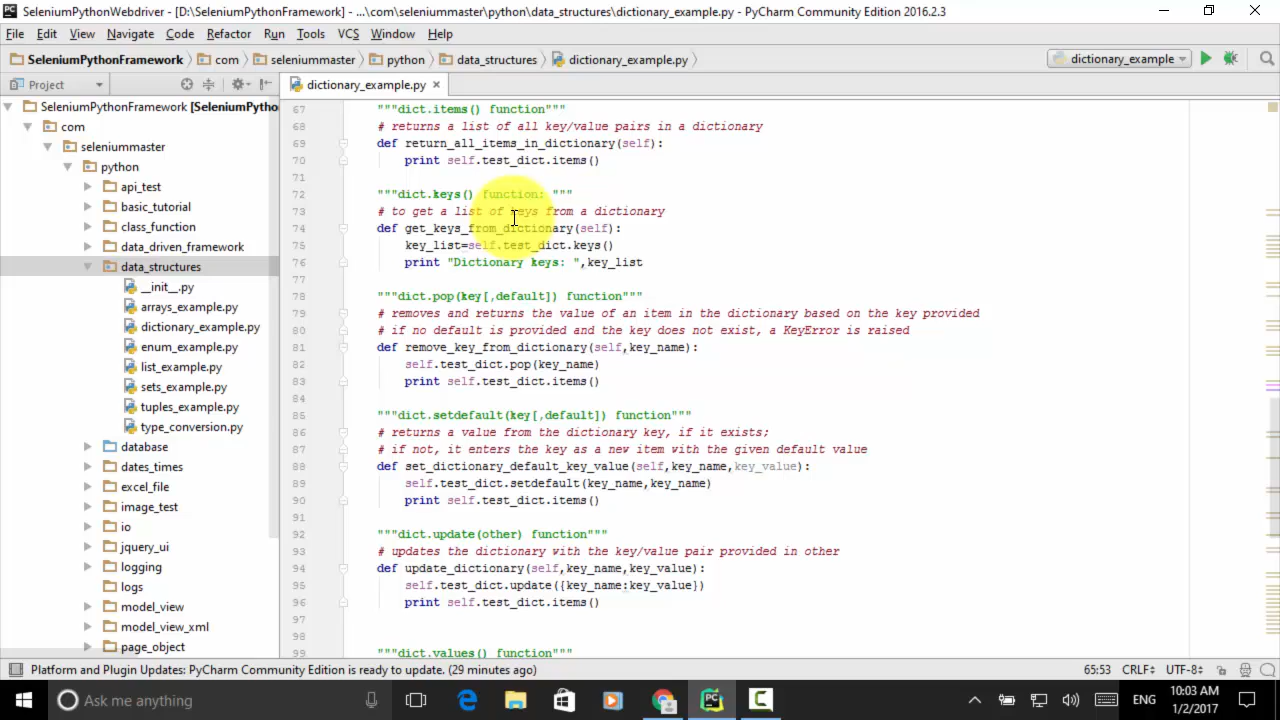 SeleniumPythonWebdriver - [D:\SeleniumPythonFramework] - ...\com\seleniummaster\python\data_structures\dictionary_example.py - PyCharm Community Edition 2016.2.3
File Edit View Navigate Code Refactor Run Tools VCS Window Help
SeleniumPythonFramework com seleniummaster python data_structures dictionary_example.py dictionary_example
Project dictionary_example.py
SeleniumPythonFramework [SeleniumPytho
com
seleniummaster
python
api_test
basic_tutorial
class_function
data_driven_framework
data_structures
__init__.py
arrays_example.py
dictionary_example.py
enum_example.py
list_example.py
sets_example.py
tuples_example.py
type_conversion.py
database
dates_times
excel_file
image_test
io
jquery_ui
logging
logs
model_view
model_view_xml
page_object
67 """dict.items() function"""
68 # returns a list of all key/value pairs in a dictionary
69 def return_all_items_in_dictionary(self):
70 print self.test_dict.items()
71
72 """dict.keys() function: """
73 # to get a list of keys from a dictionary
74 def get_keys_from_dictionary(self):
75 key_list=self.test_dict.keys()
76 print "Dictionary keys: ",key_list
77
78 """dict.pop(key[,default]) function"""
79 # removes and returns the value of an item in the dictionary based on the key provided
80 # if no default is provided and the key does not exist, a KeyError is raised
81 def remove_key_from_dictionary(self,key_name):
82 self.test_dict.pop(key_name)
83 print self.test_dict.items()
84
85 """dict.setdefault(key[,default]) function"""
86 # returns a value from the dictionary key, if it exists;
87 # if not, it enters the key as a new item with the given default value
88 def set_dictionary_default_key_value(self,key_name,key_value):
89 self.test_dict.setdefault(key_name,key_name)
90 print self.test_dict.items()
91
92 """dict.update(other) function"""
93 # updates the dictionary with the key/value pair provided in other
94 def update_dictionary(self,key_name,key_value):
95 self.test_dict.update({key_name:key_value})
96 print self.test_dict.items()
97
98
99 """dict.values() function"""
Platform and Plugin Updates: PyCharm Community Edition is ready to update. (29 minutes ago) 65:53 CRLF UTF-8
Ask me anything ENG 10:03 AM
1/2/2017